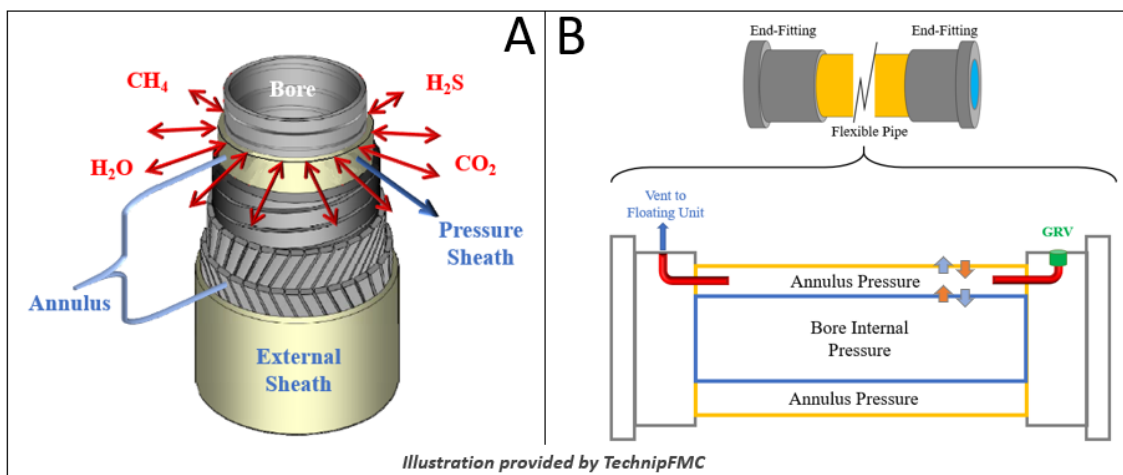 A
Bore
CH₄
H₂S
H₂O
CO₂
Pressure
Sheath
Annulus
External
Sheath
B
End-Fitting
End-Fitting
Flexible Pipe
Vent to
Floating Unit
GRV
Annulus Pressure
Bore Internal
Pressure
Annulus Pressure
Illustration provided by TechnipFMC